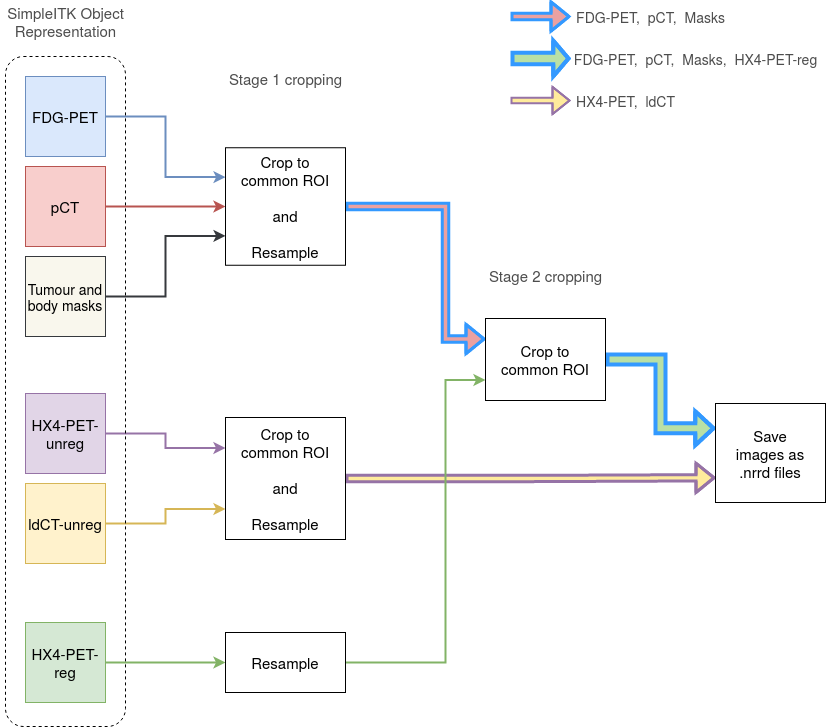 SimpleITK Object
Representation
FDG-PET, pCT, Masks
FDG-PET, pCT, Masks, HX4-PET-reg
HX4-PET, ldCT
Stage 1 cropping
FDG-PET
pCT
Tumour and
body masks
Crop to
common ROI
and
Resample
Stage 2 cropping
Crop to
common ROI
HX4-PET-
unreg
ldCT-unreg
Crop to
common ROI
and
Resample
Save
images as
.nrrd files
HX4-PET-
reg
Resample